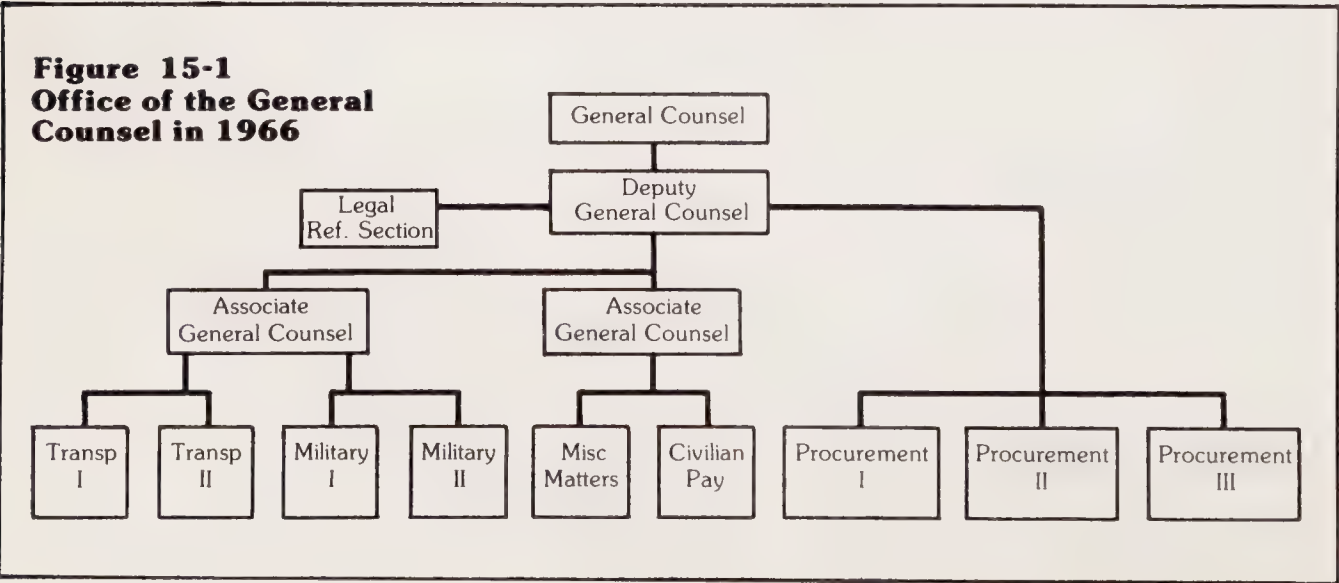 Figure 15-1
Office of the General
Counsel in 1966
General Counsel
Deputy
General Counsel
Legal
Ref. Section
Associate
General Counsel
Associate
General Counsel
Transp
I
Transp
II
Military
I
Military
II
Misc
Matters
Civilian
Pay
Procurement
I
Procurement
II
Procurement
III